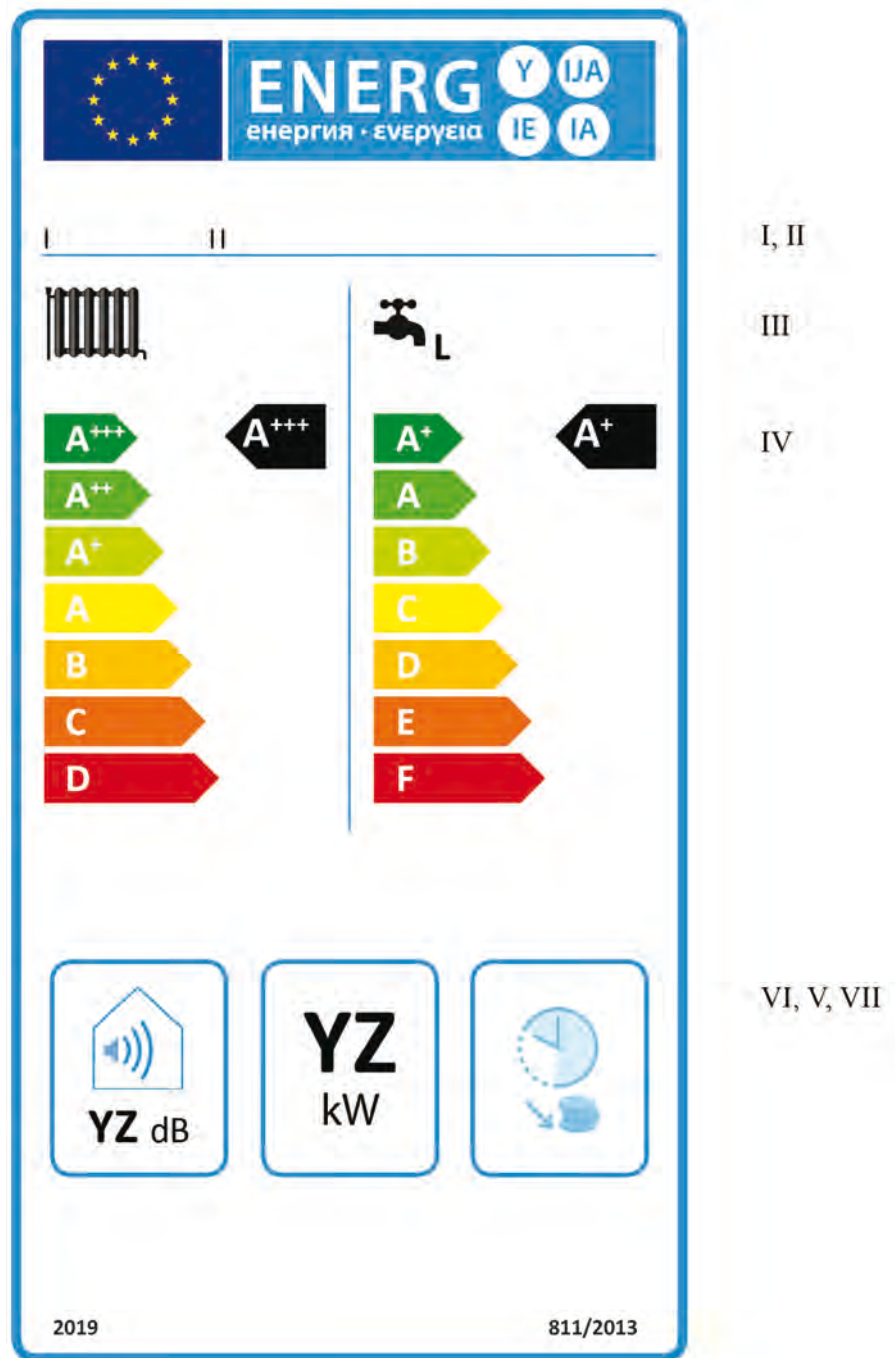 ENERG Y IJA
енергия · ενεργεια IE IA
I II I, II
L III
A+++ A+++ A+ A+ IV
A++ A
A+ B
A C
B D
C E
D F
VI, V, VII
YZ dB YZ kW
2019 811/2013